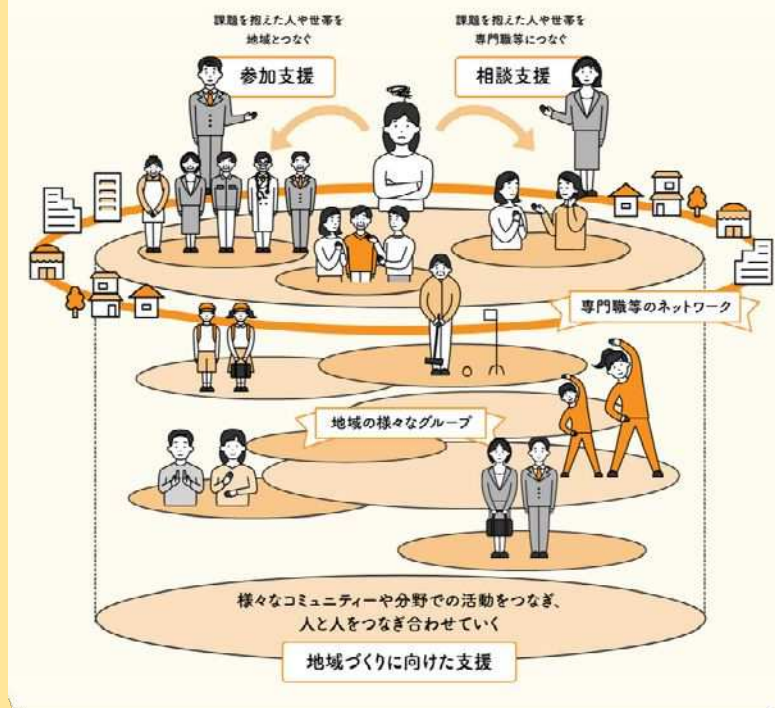 課題を抱えた人や世帯を
地域とつなぐ
参加支援
課題を抱えた人や世帯を
専門職等につなぐ
相談支援
専門職等のネットワーク
地域の様々なグループ
様々なコミュニティーや分野での活動をつなぎ、
人と人をつなぎ合わせていく
地域づくりに向けた支援